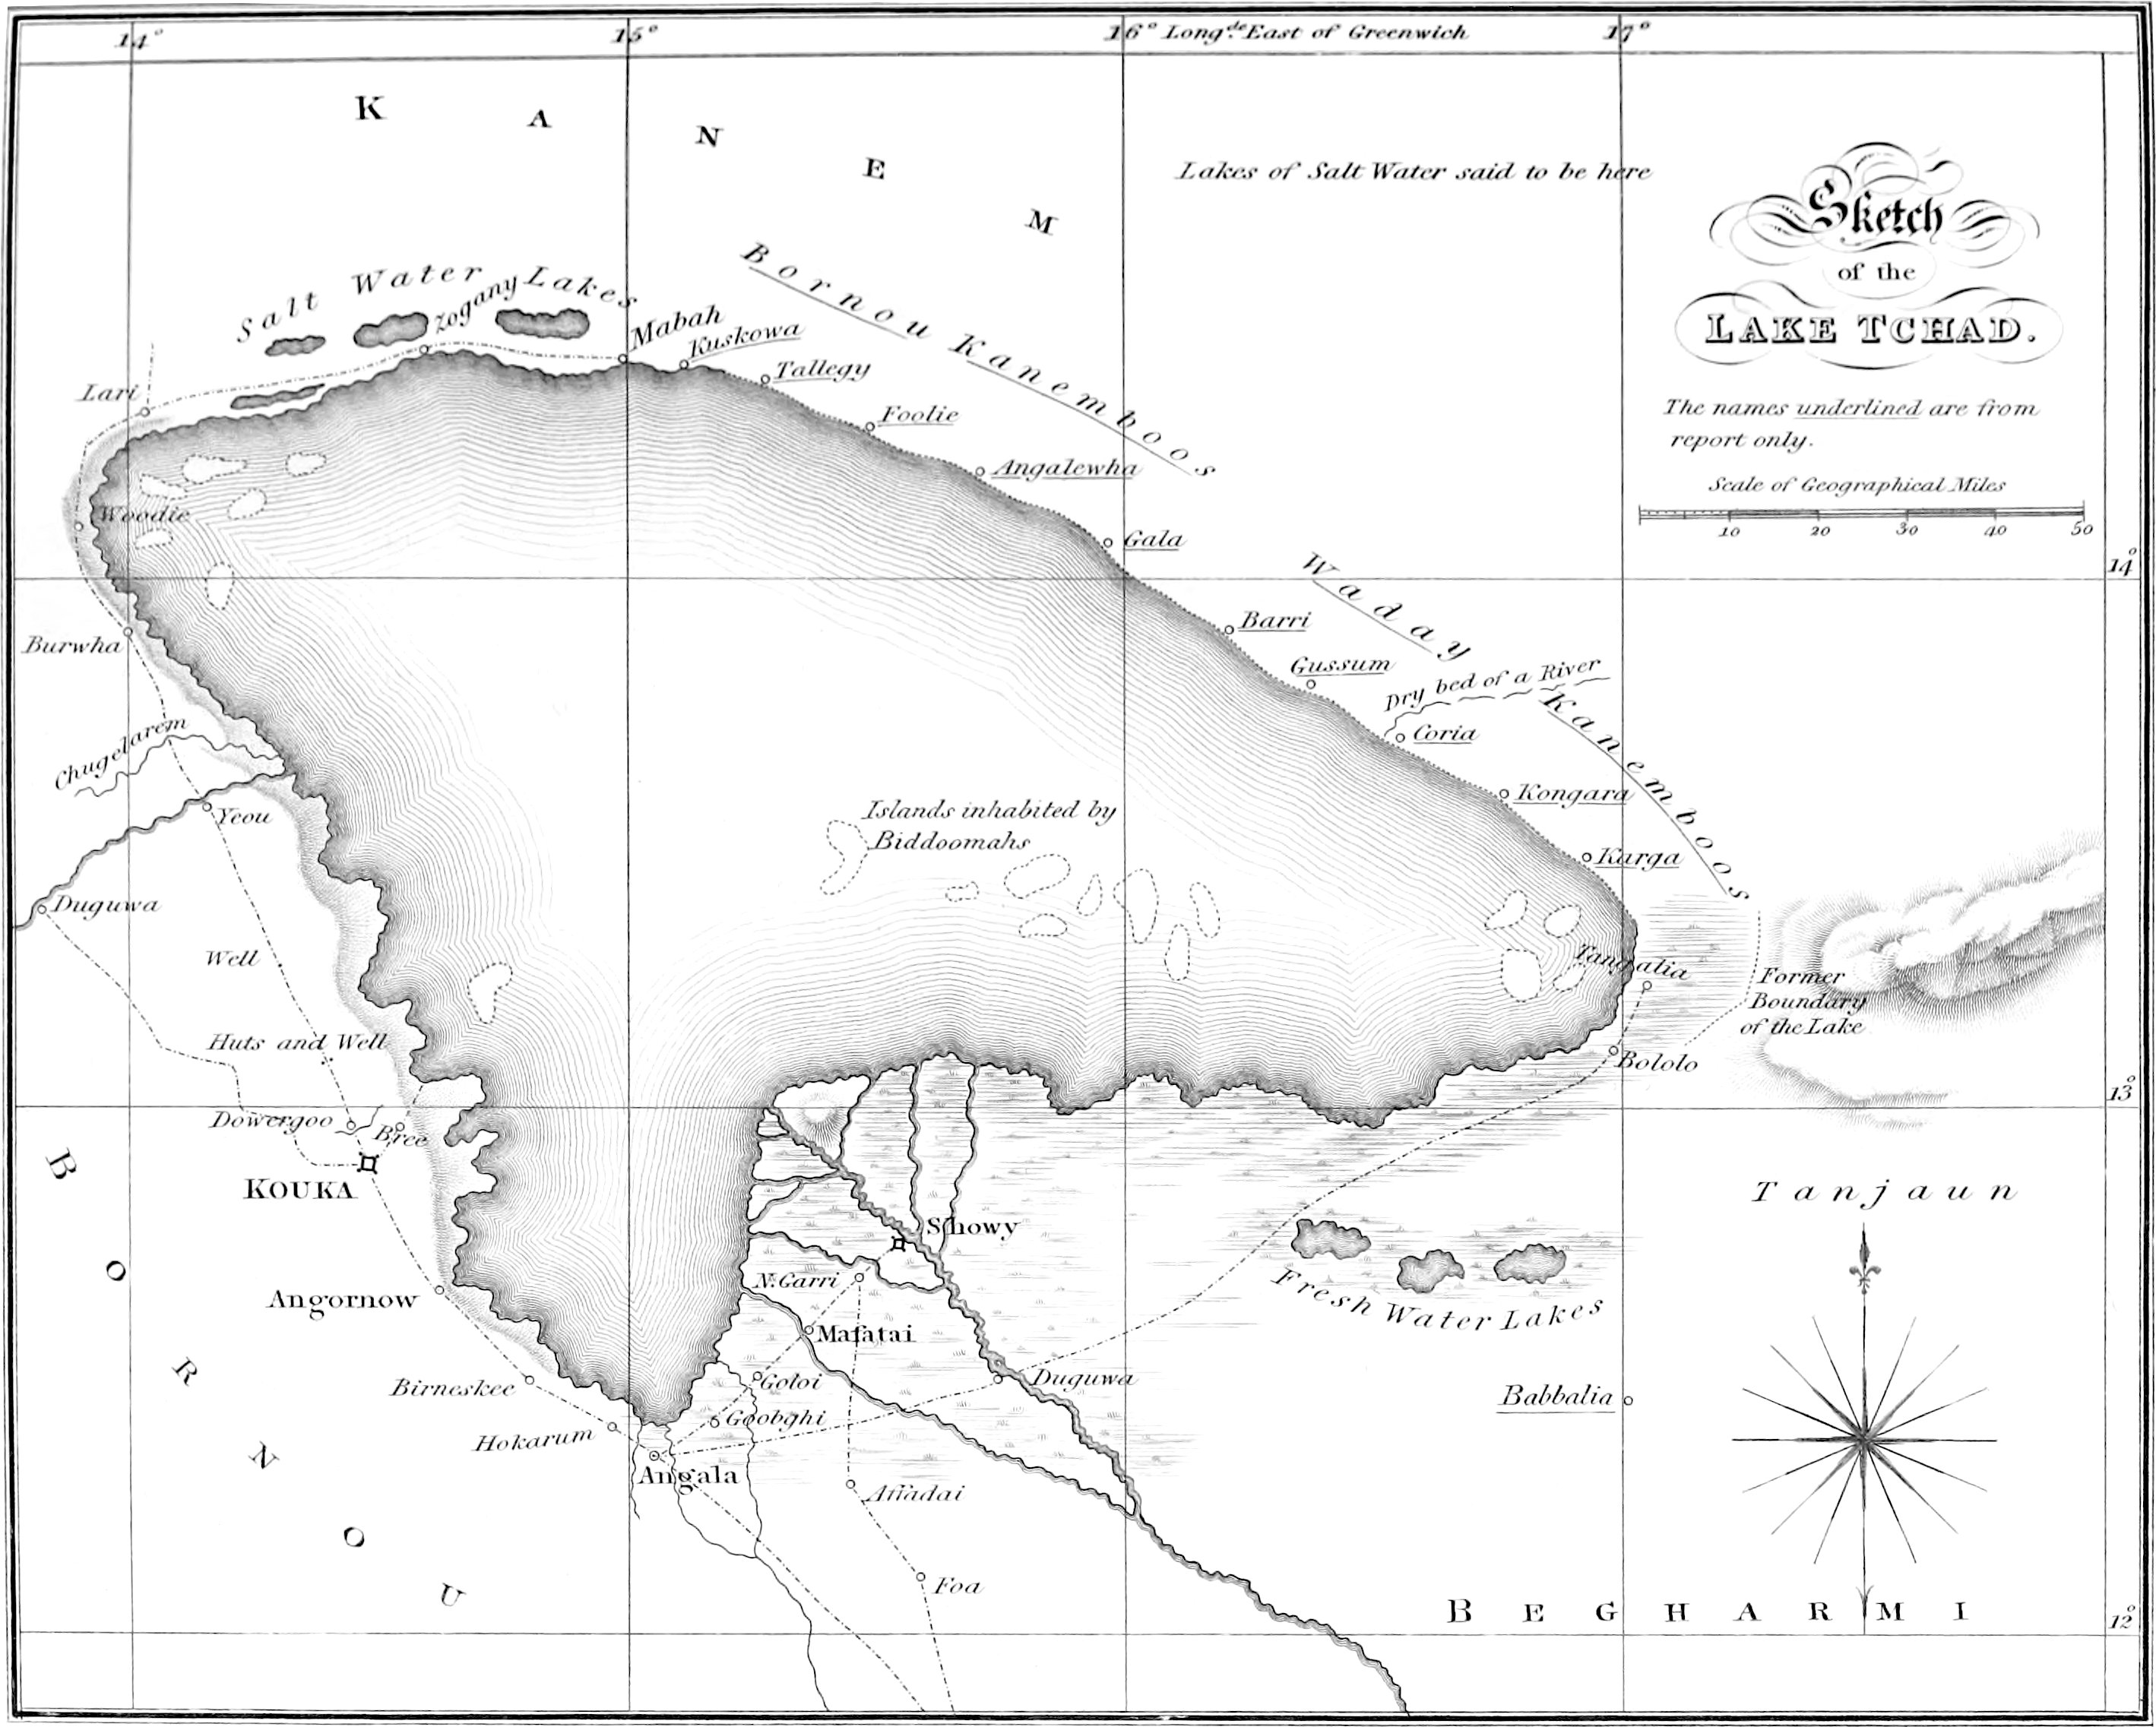 14° 15° 16° Longde. East of Greenwich 17°
KANEM
Lakes of Salt Water said to be here
Sketch
of the
LAKE TCHAD.
The names underlined are from
report only.
Scale of Geographical Miles
10 20 30 40 50
Salt Water Lakes
Zogany
Mabah
Kuskowa
Tallegy
Foolie
Angalewha
Gala
Bornou Kanemboos
Lari
Woodie
Burwha
14°
Waday Kanemboos
Barri
Gussum
Dry bed of a River
Coria
Kongara
Karga
Chugelarem
Yeou
Duguwa
Well
Huts and Well
Islands inhabited by
Biddoomahs
Tangalia
Former
Boundary
of the Lake
Bololo
13°
Dowergoo
Bree
KOUKA
Angornow
Birneskee
Hokarum
Angala
Showy
N. Garri
Mafatai
Goloi
Goobghi
Duguwa
Affadai
Foa
Tanjaun
Fresh Water Lakes
Babbalia
BORNOU
BEGHARMI
12°